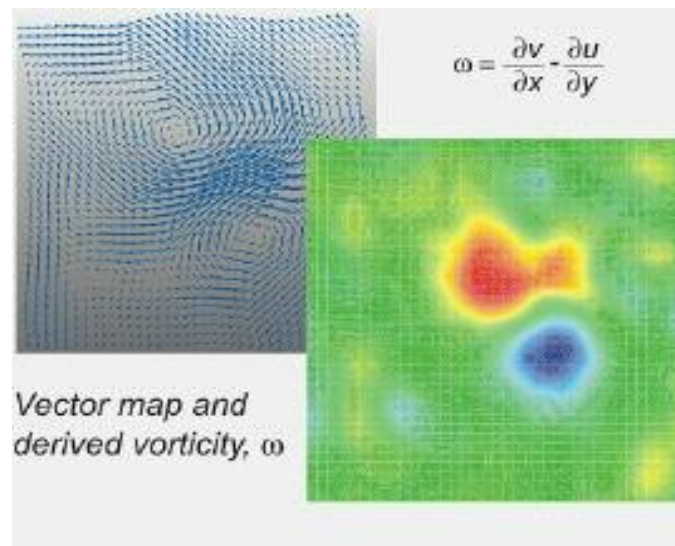 ω = ∂v/∂x - ∂u/∂y
Vector map and
derived vorticity, ω